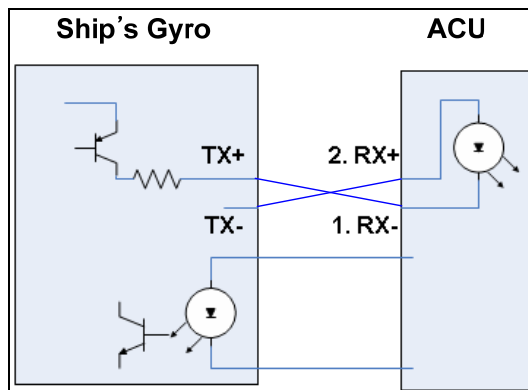 Ship's Gyro
ACU
TX+
2. RX+
TX-
1. RX-